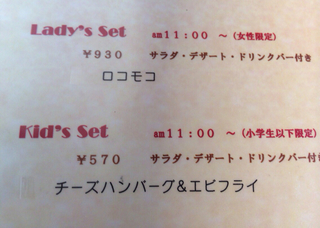 Lady's Set am11:00 ～(女性限定)
¥930 サラダ・デザート・ドリンクバー付き
ロコモコ
Kid's Set am11:00 ～(小学生以下限定)
¥570 サラダ・デザート・ドリンクバー付き
チーズハンバーグ&エビフライ